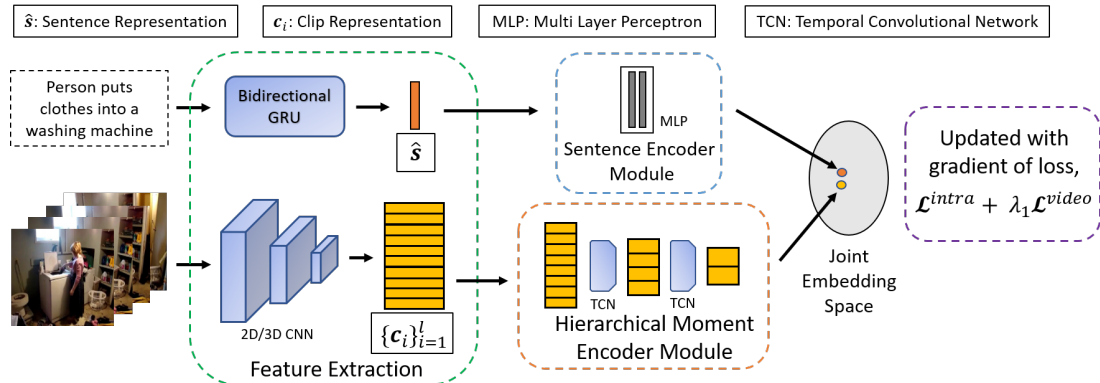 ŝ: Sentence Representation
c_i: Clip Representation
MLP: Multi Layer Perceptron
TCN: Temporal Convolutional Network
Person puts
clothes into a
washing machine
Bidirectional
GRU
ŝ
MLP
Sentence Encoder
Module
2D/3D CNN
{c_i}_{i=1}^{l}
Feature Extraction
TCN
TCN
Hierarchical Moment
Encoder Module
Joint
Embedding
Space
Updated with
gradient of loss,
ℒ^{intra} + λ_1 ℒ^{video}